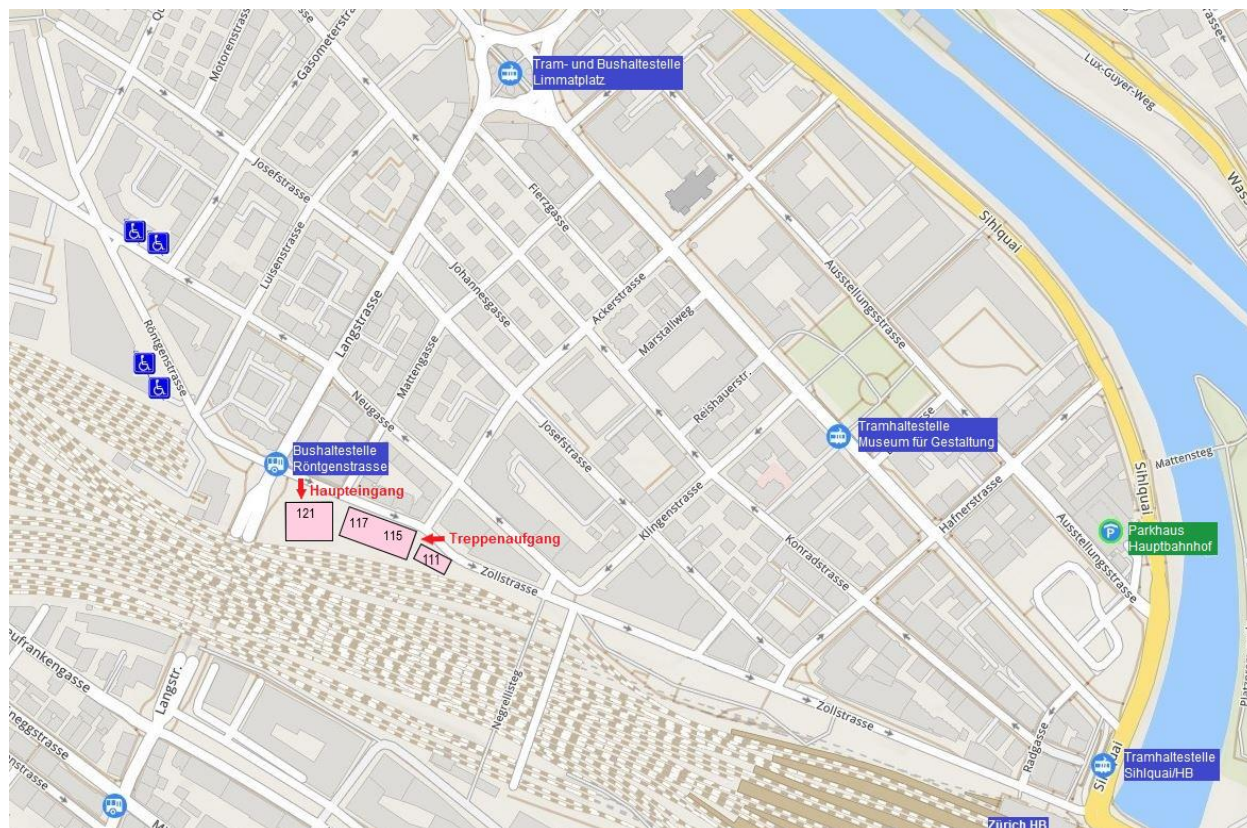 Motorenstrasse
Gasometerstrasse
Tram- und Bushaltestelle
Limmatplatz
Lux-Guyer-Weg
Josefstrasse
Fierzgasse
Sihlquai
Luisenstrasse
Johannesgasse
Ausstellungsstrasse
Ackerstrasse
Langstrasse
Marstallweg
Röntgenstrasse
Mattengasse
Neugasse
Reishauerstr.
Josefstrasse
Tramhaltestelle
Museum für Gestaltung
Bushaltestelle
Röntgenstrasse
Mattensteg
Sihlquai
Haupteingang
Klingenstrasse
Hafnerstrasse
121
117
115
Treppenaufgang
111
Parkhaus
Hauptbahnhof
P
Konradstrasse
Ausstellungsstrasse
Zollstrasse
Langstr.
Negrellisteg
Zollstrasse
Radgasse
Tramhaltestelle
Sihlquai/HB
Zürich HB